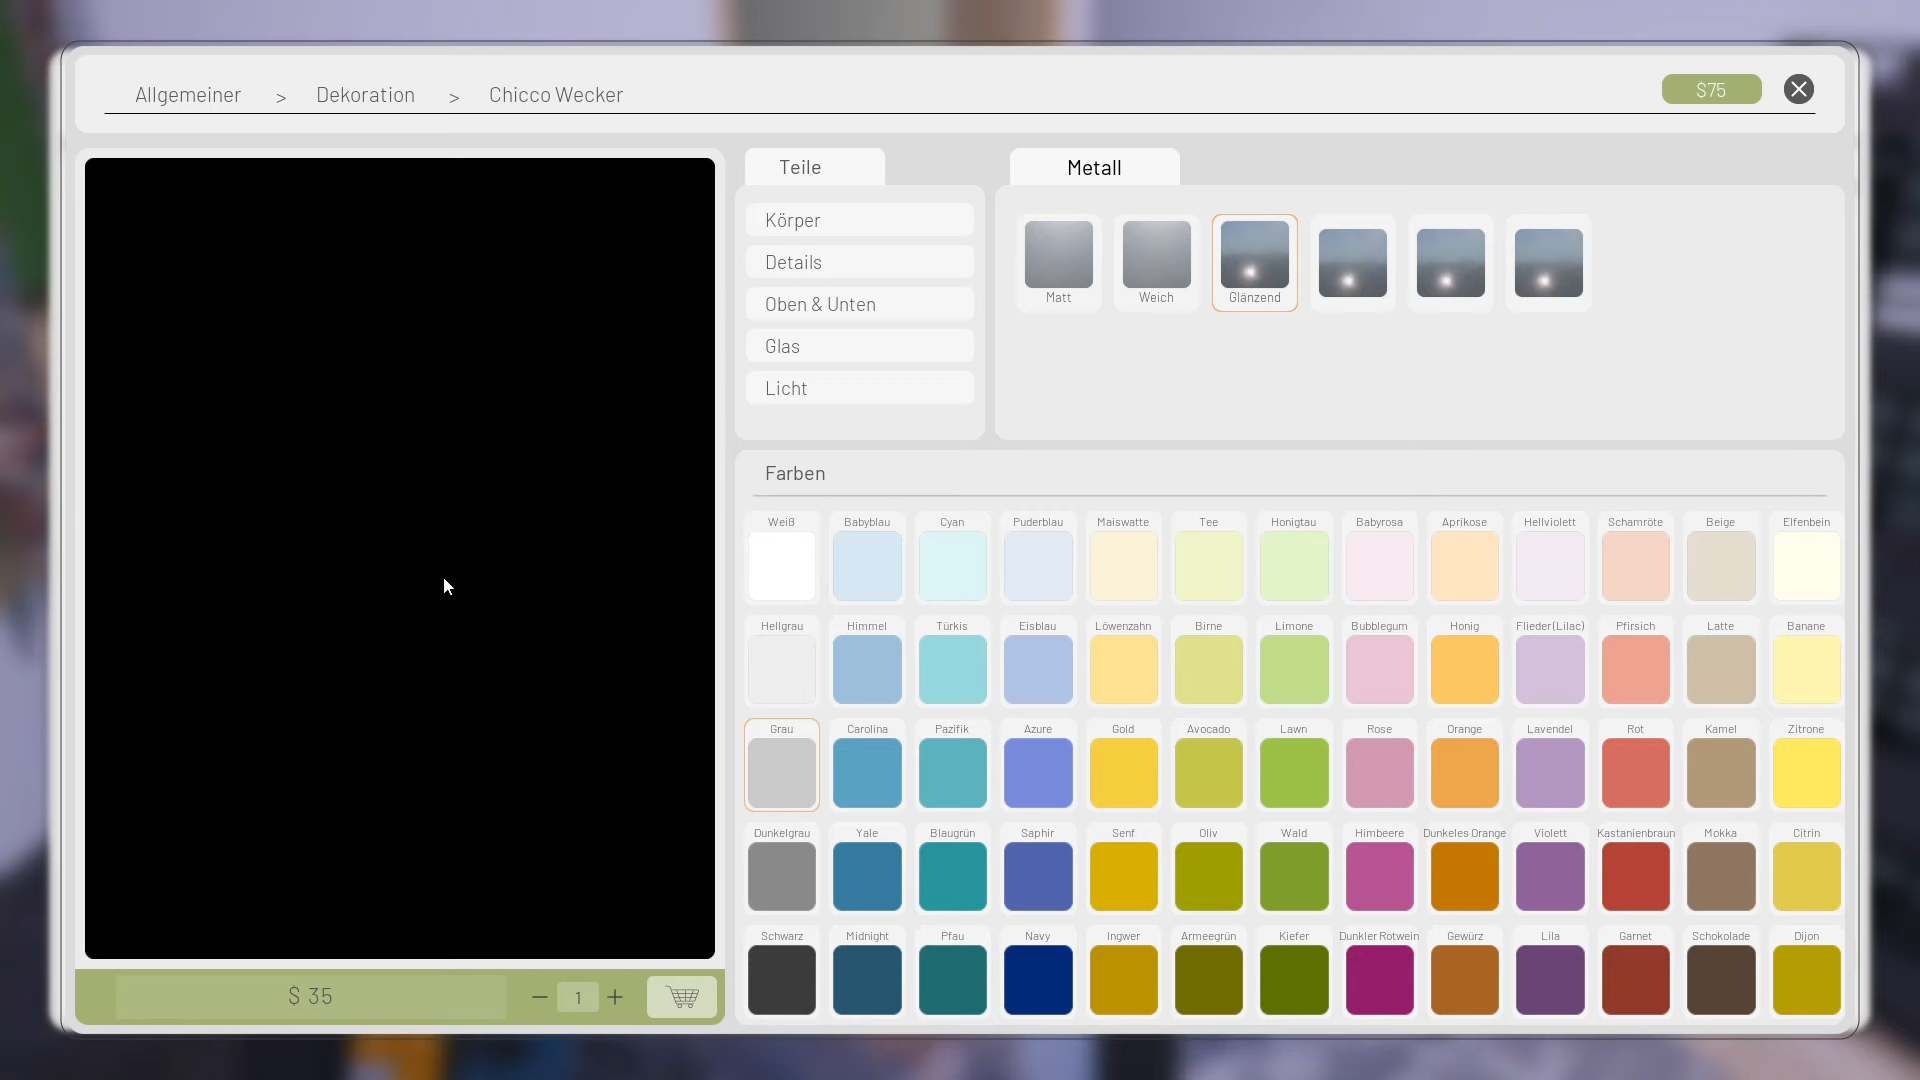 Allgemeiner > Dekoration > Chicco Wecker
$75
Teile
Metall
Körper
Details
Oben & Unten
Glas
Licht
Matt Weich Glänzend
Farben
Weiß Babyblau Cyan Puderblau Maiswatte Tee Honigtau Babyrosa Aprikose Hellviolett Schamröte Beige Elfenbein
Hellgrau Himmel Türkis Eisblau Löwenzahn Birne Limone Bubblegum Honig Flieder(Lilac) Pfirsich Latte Banane
Grau Carolina Pazifik Azure Gold Avocado Lawn Rose Orange Lavendel Rot Kamel Zitrone
Dunkelgrau Yale Blaugrün Saphir Senf Oliv Wald Himbeere Dunkeles Orange Violett Kastanienbraun Mokka Citrin
Schwarz Midnight Pfau Navy Ingwer Armeegrün Kiefer Dunkler Rotwein Gewürz Lila Garnet Schokolade Dijon
$ 35 − 1 +